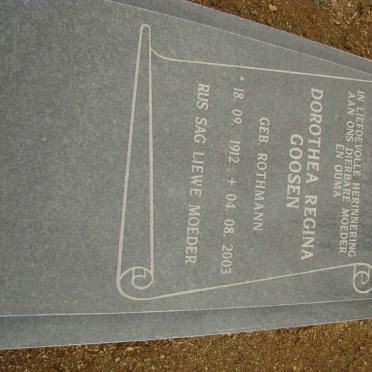 IN LIEFDEVOLLE HERINNERING
AAN ONS DIERBARE MOEDER
EN OUMA
DOROTHEA REGINA
GOOSEN
GEB. ROTHMANN
* 18. 09. 1912 + 04. 08. 2003
RUS SAG LIEWE MOEDER